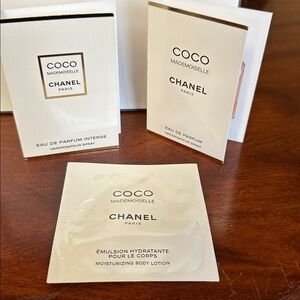 COCO
MADEMOISELLE
CHANEL
PARIS
EAU DE PARFUM INTENSE
VAPORISATEUR SPRAY
COCO
MADEMOISELLE
CHANEL
PARIS
EAU DE PARFUM
VAPORISATEUR SPRAY
COCO
MADEMOISELLE
CHANEL
PARIS
ÉMULSION HYDRATANTE
POUR LE CORPS
MOISTURIZING BODY LOTION